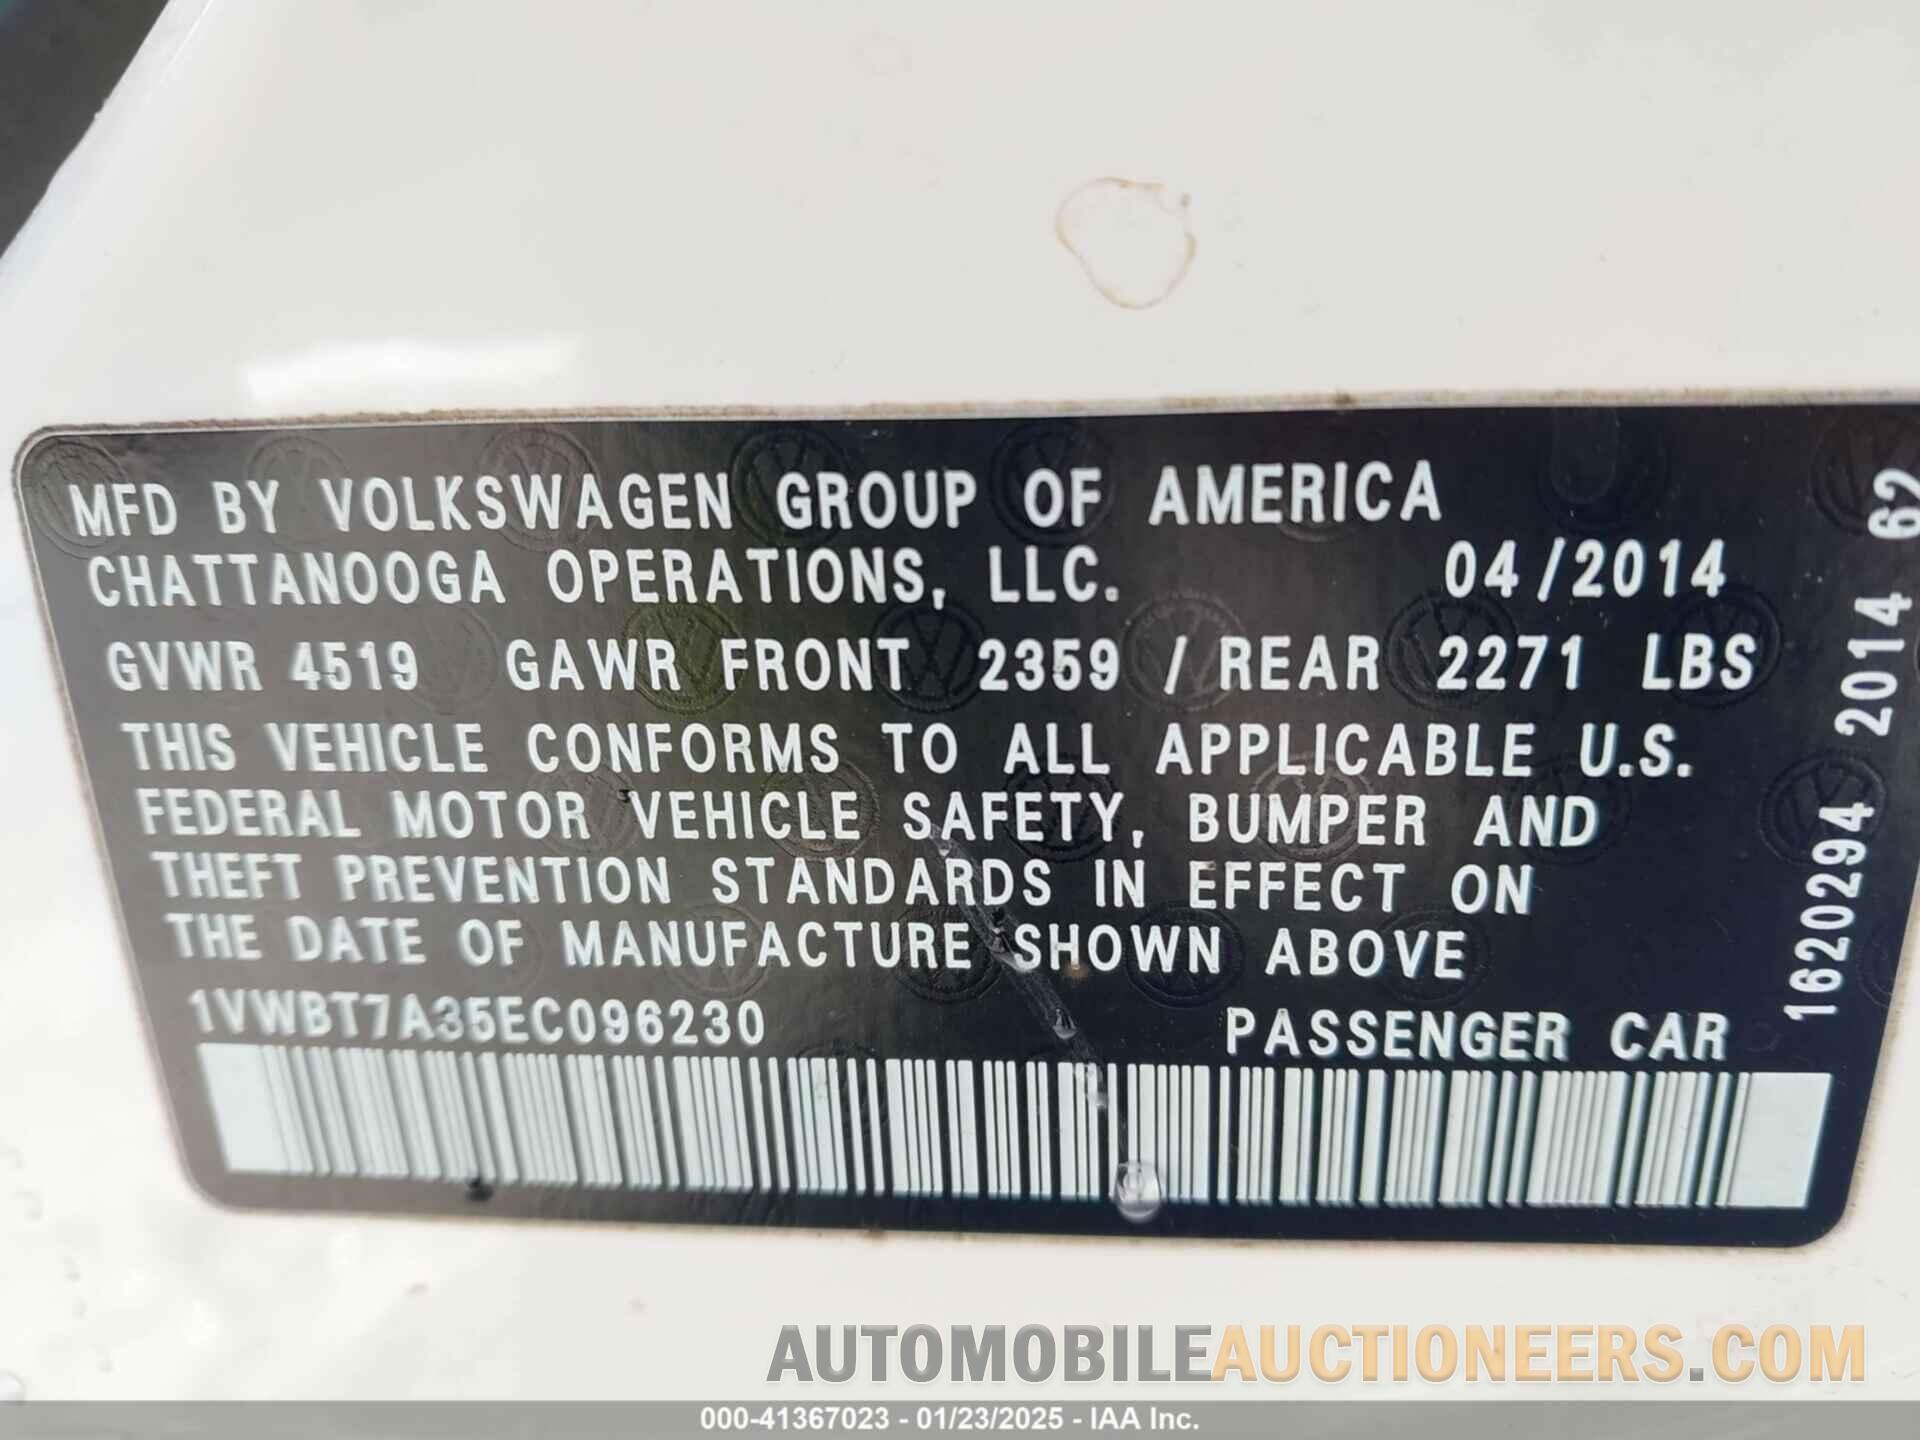 MFD BY VOLKSWAGEN GROUP OF AMERICA
CHATTANOOGA OPERATIONS, LLC. 04/2014
GVWR 4519 GAWR FRONT 2359 / REAR 2271 LBS
THIS VEHICLE CONFORMS TO ALL APPLICABLE U.S.
FEDERAL MOTOR VEHICLE SAFETY, BUMPER AND
THEFT PREVENTION STANDARDS IN EFFECT ON
THE DATE OF MANUFACTURE SHOWN ABOVE
1VWBT7A35EC096230 PASSENGER CAR
1620294 2014 62
AUTOMOBILEAUCTIONEERS.COM
000-41367023 - 01/23/2025 - IAA Inc.